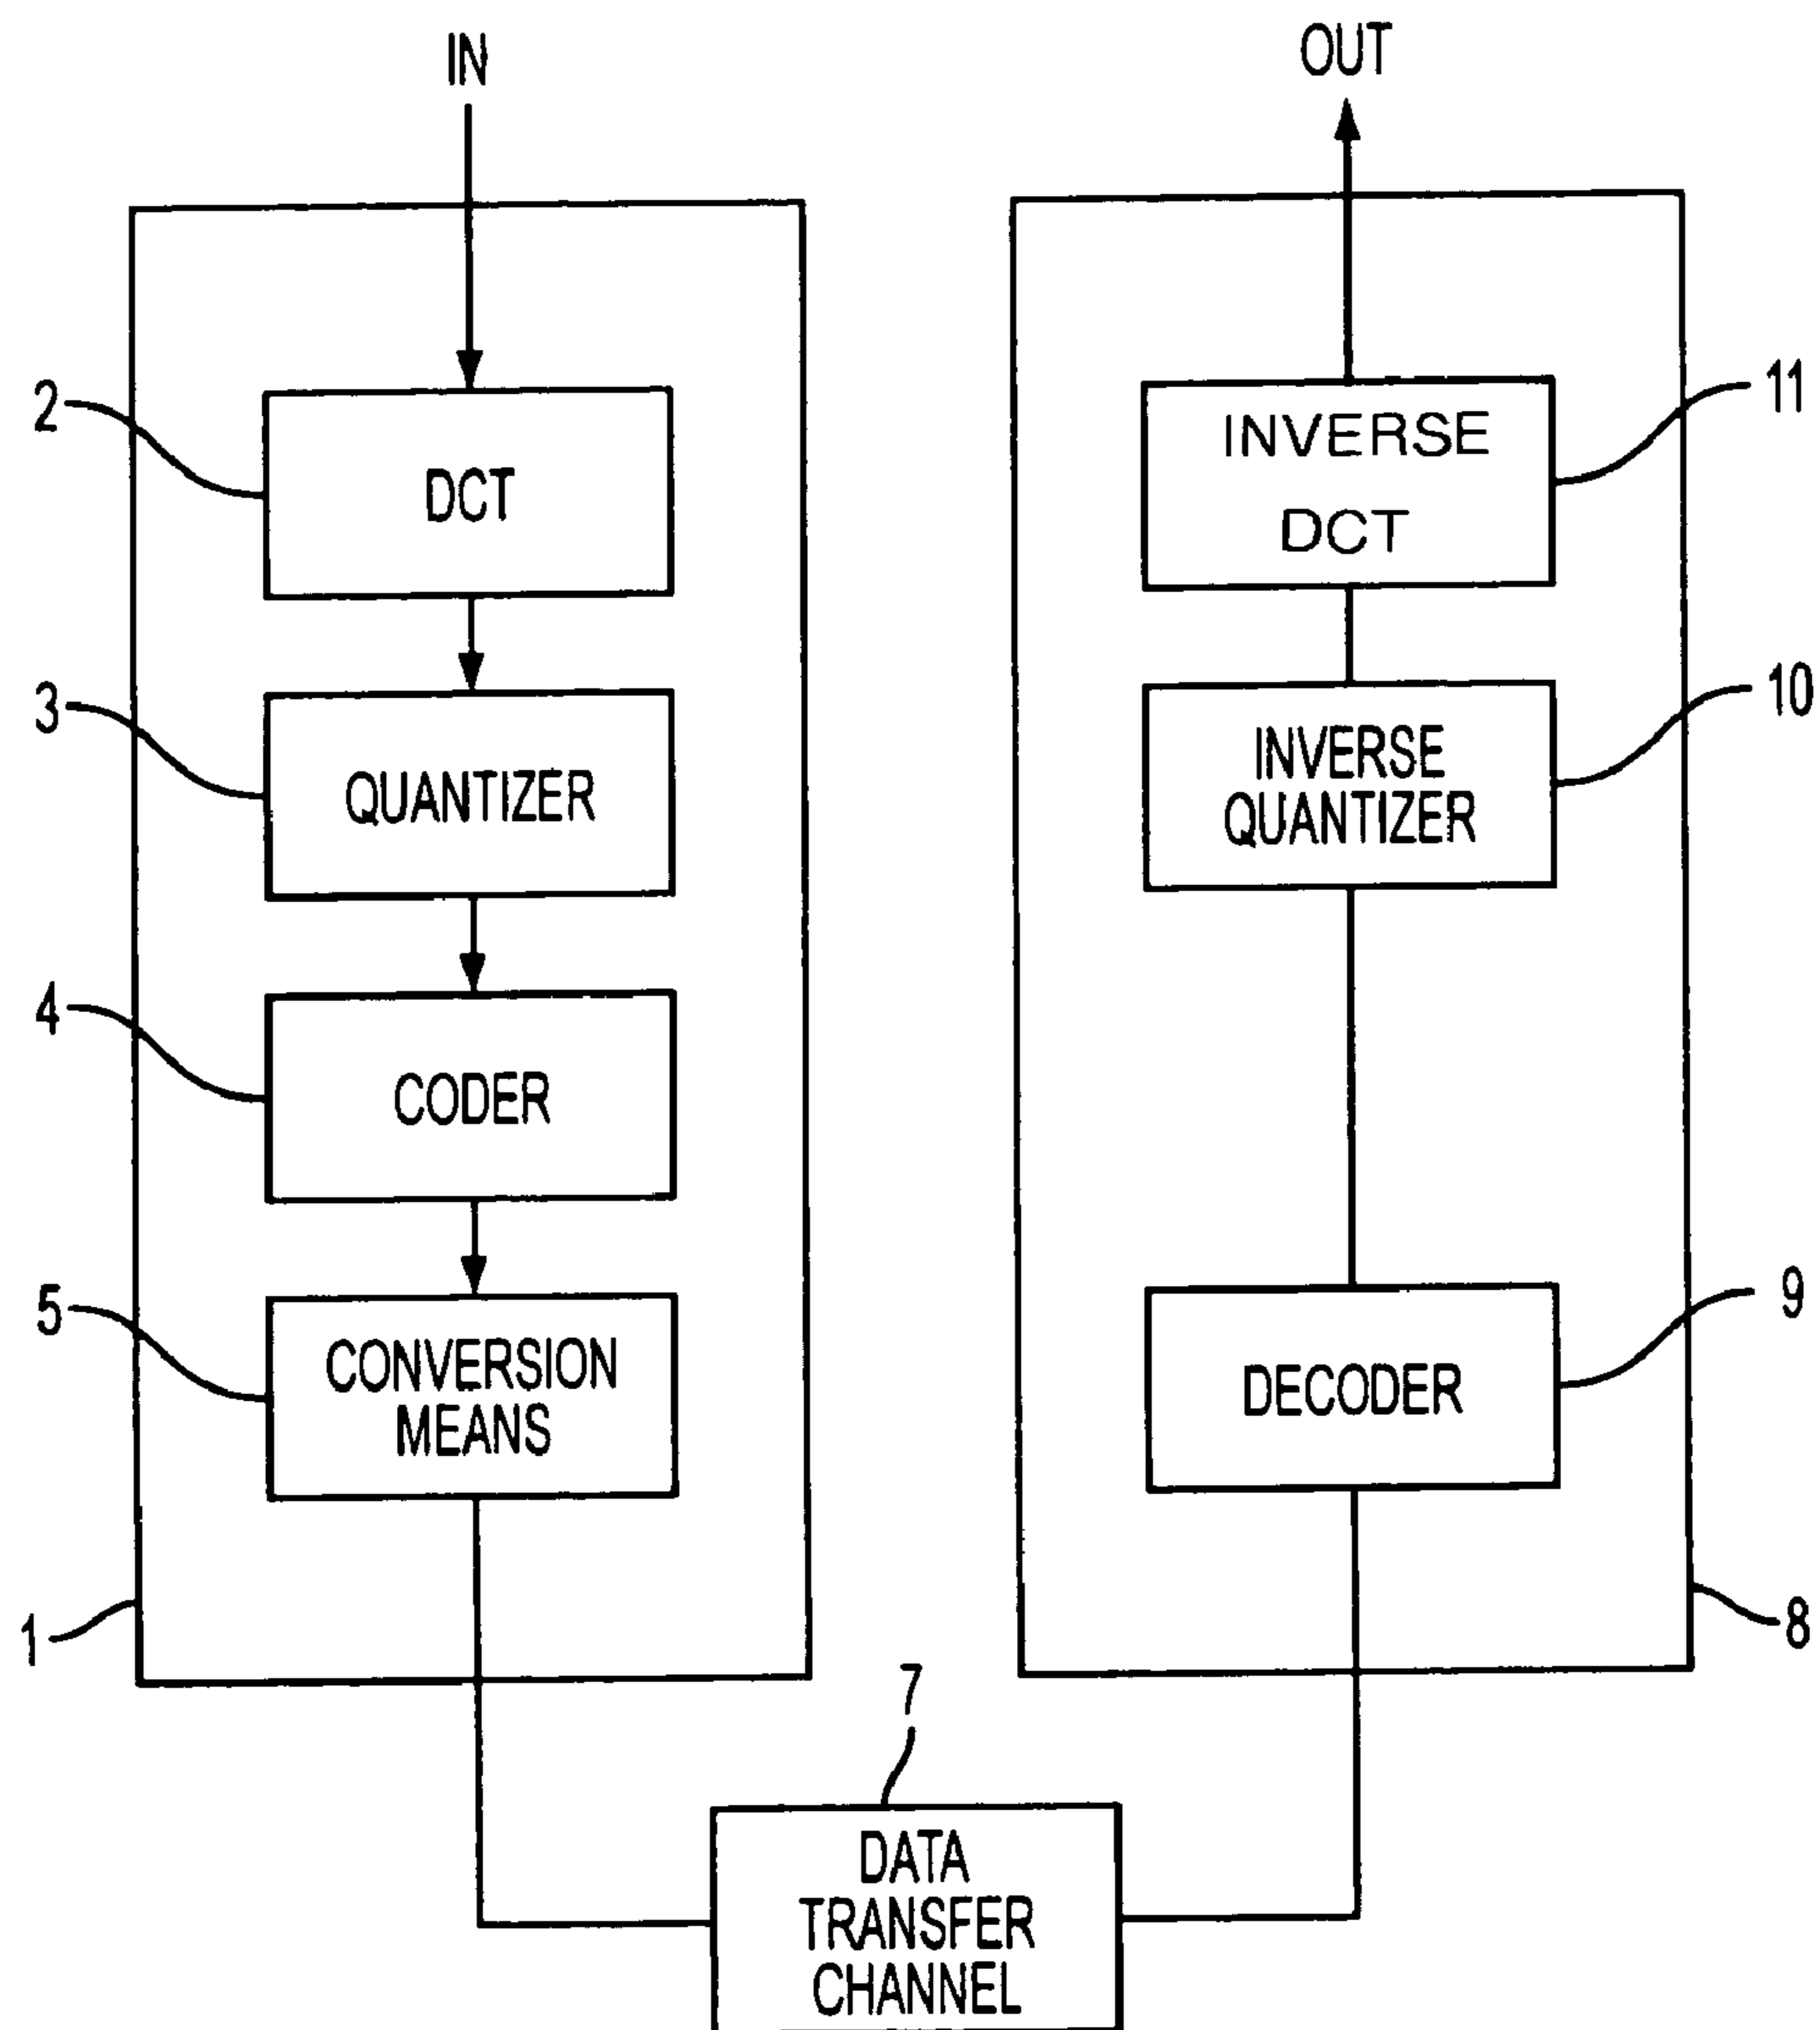 IN
OUT
2
DCT
INVERSE
DCT
11
3
QUANTIZER
INVERSE
QUANTIZER
10
4
CODER
5
CONVERSION
MEANS
DECODER
9
1
8
7
DATA
TRANSFER
CHANNEL